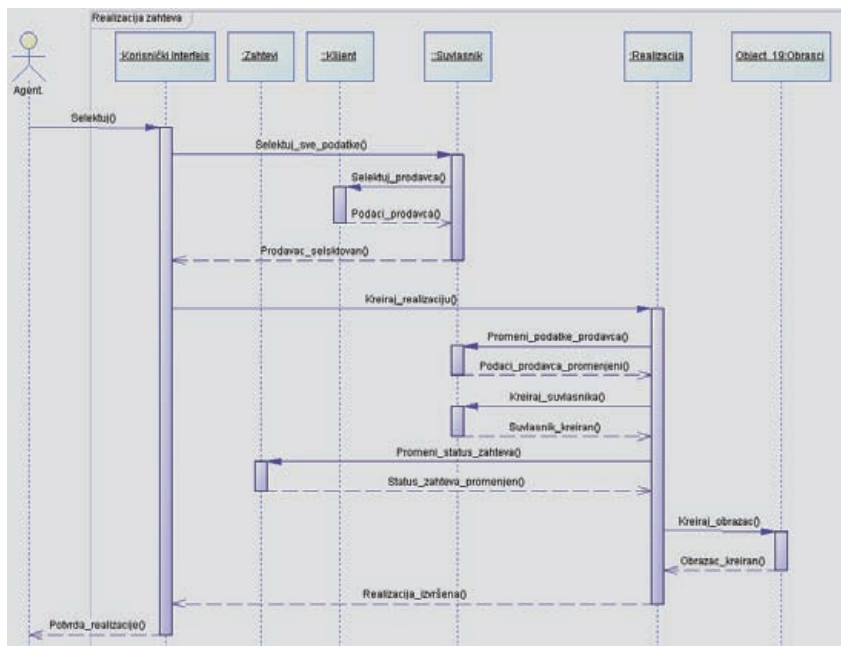 Realizacija zahteva
:Korisnički interfejs
:Zahtevi
:Klijent
:Suvlasnik
:Realizacija
Object_19:Obrasci
Agent
Selektuj()
Selektuj_sve_podatke()
Selektuj_prodavca()
Podaci_prodavca()
Prodavac_selsktovan()
Kreiraj_realizaciju()
Promeni_podatke_prodavca()
Podaci_prodavca_promenjeni()
Kreiraj_suvlasnika()
Suvlasnik_kreiran()
Promeni_status_zahteva()
Status_zahteva_promenjen()
Kreiraj_obrazac()
Obrazac_kreiran()
Realizacija_izvršena()
Potvrda_realizacije()